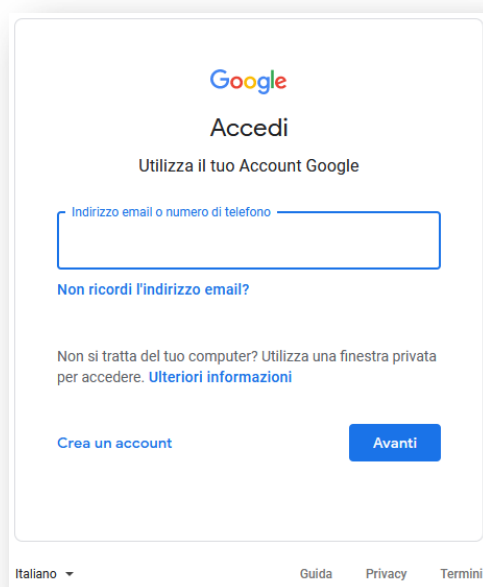 Google
Accedi
Utilizza il tuo Account Google
Indirizzo email o numero di telefono
Non ricordi l'indirizzo email?
Non si tratta del tuo computer? Utilizza una finestra privata
per accedere. Ulteriori informazioni
Crea un account Avanti
Italiano Guida Privacy Termini